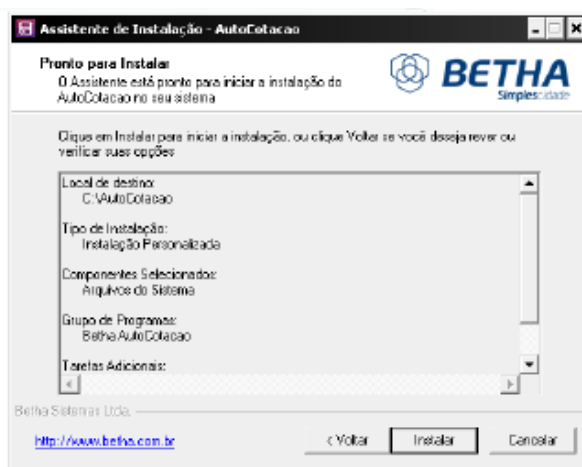 Assistente de Instalação - AutoCotacao
Pronto para Instalar
O Assistente está pronto para iniciar a instalação do
AutoCotacao no seu sistema
BETHA
Simplescidade
Clique em Instalar para iniciar a instalação, ou clique Voltar se você deseja rever ou
verificar suas opções
Local de destino:
C:\AutoCotacao
Tipo de Instalação:
Instalação Personalizada
Componentes Selecionados:
Arquivos do Sistema
Grupo de Programas:
Betha AutoCotacao
Tarefas Adicionais:
Betha Sistemas Ltda.
http://www.betha.com.br
< Voltar
Instalar
Cancelar